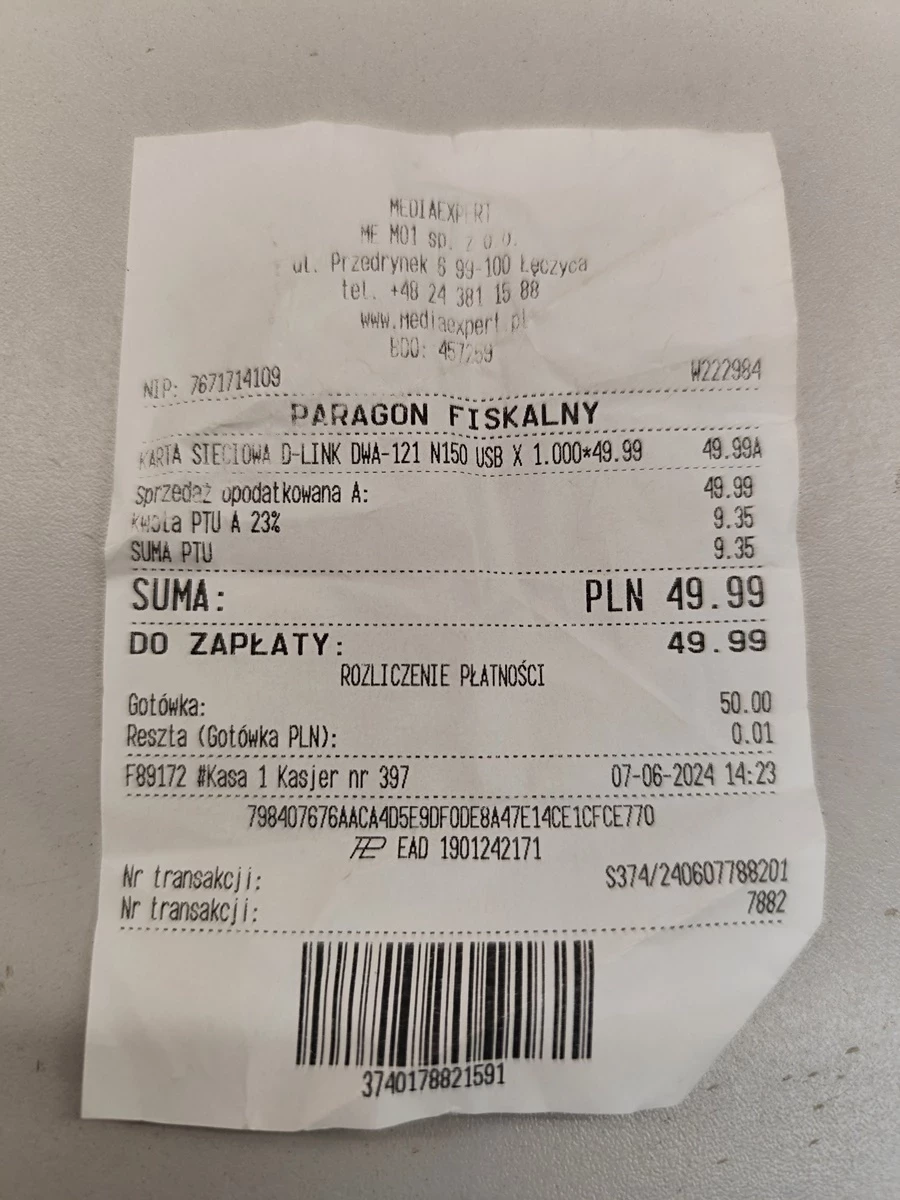 MEDIAEXPERT
ME M01 sp. z o.o.
ul. Przedrynek 6 99-100 Łęczyca
tel. +48 24 381 15 88
www.mediaexpert.pl
BDO: 457259
NIP: 7671714109 W222984
PARAGON FISKALNY
KARTA SIECIOWA D-LINK DWA-121 N150 USB X 1.000*49.99 49.99A
Sprzedaż opodatkowana A: 49.99
Kwota PTU A 23% 9.35
SUMA PTU 9.35
SUMA: PLN 49.99
DO ZAPŁATY: 49.99
ROZLICZENIE PŁATNOŚCI
Gotówka: 50.00
Reszta (Gotówka PLN): 0.01
F89172 #Kasa 1 Kasjer nr 397 07-06-2024 14:23
798407676AACA4D5E9DF0DE8A47E14CE1CFCE770
EAD 1901242171
Nr transakcji: S374/240607788201
Nr transakcji: 7882
3740178821591